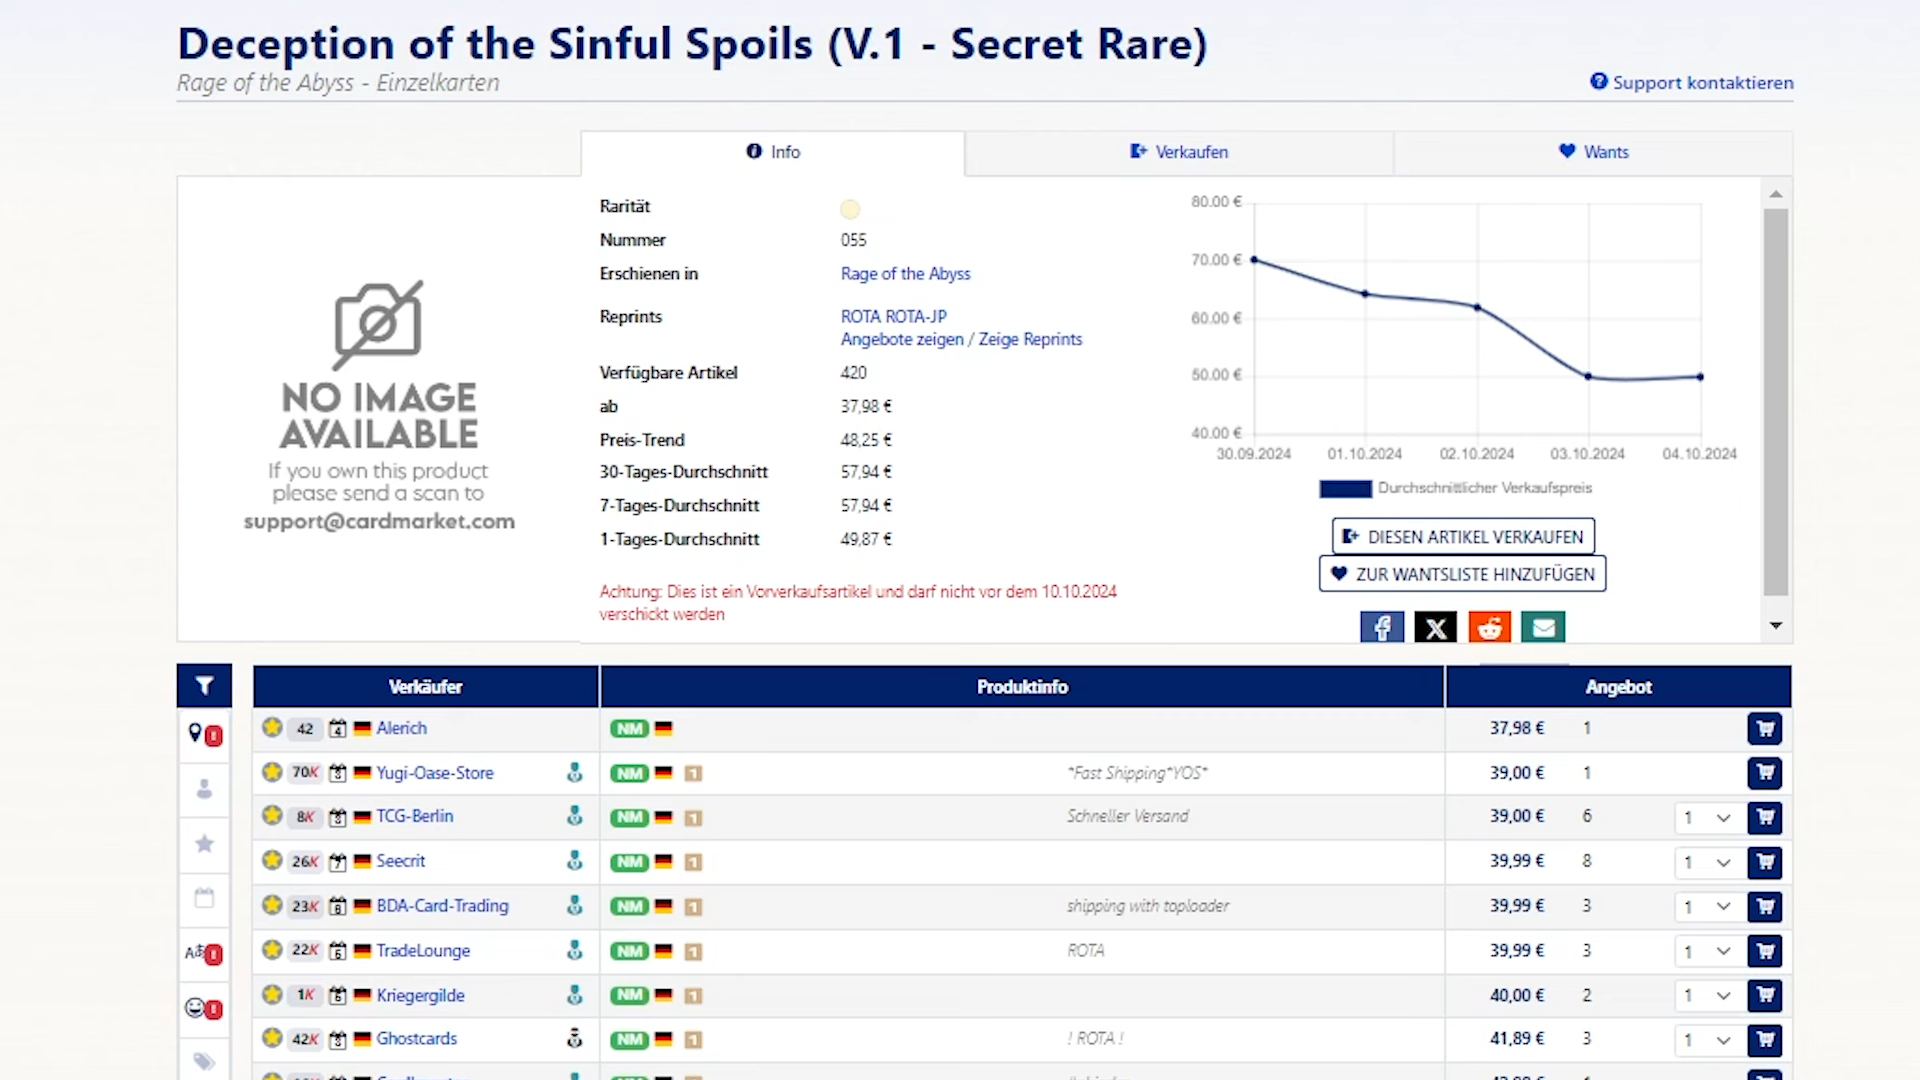 Deception of the Sinful Spoils (V.1 - Secret Rare)
Rage of the Abyss - Einzelkarten
Support kontaktieren
Info
Verkaufen
Wants
NO IMAGE
AVAILABLE
If you own this product
please send a scan to
support@cardmarket.com
Rarität
Nummer 055
Erschienen in Rage of the Abyss
Reprints ROTA ROTA-JP
Angebote zeigen / Zeige Reprints
Verfügbare Artikel 420
ab 37,98 €
Preis-Trend 48,25 €
30-Tages-Durchschnitt 57,94 €
7-Tages-Durchschnitt 57,94 €
1-Tages-Durchschnitt 49,87 €
Achtung: Dies ist ein Vorverkaufsartikel und darf nicht vor dem 10.10.2024
verschickt werden
80.00 €
70.00 €
60.00 €
50.00 €
40.00 €
30.09.2024 01.10.2024 02.10.2024 03.10.2024 04.10.2024
Durchschnittlicher Verkaufspreis
DIESEN ARTIKEL VERKAUFEN
ZUR WANTSLISTE HINZUFÜGEN
Verkäufer Produktinfo Angebot
42 4 Alerich NM 37,98 € 1
70K Yugi-Oase-Store NM 1 *Fast Shipping*YOS* 39,00 € 1
8K TCG-Berlin NM 1 Schneller Versand 39,00 € 6 1
26K 7 Seecrit NM 1 39,99 € 8 1
23K BDA-Card-Trading NM 1 shipping with toploader 39,99 € 3 1
22K TradeLounge NM 1 ROTA 39,99 € 3 1
1K Kriegergilde NM 1 40,00 € 2 1
42K Ghostcards NM 1 ! ROTA ! 41,89 € 3 1